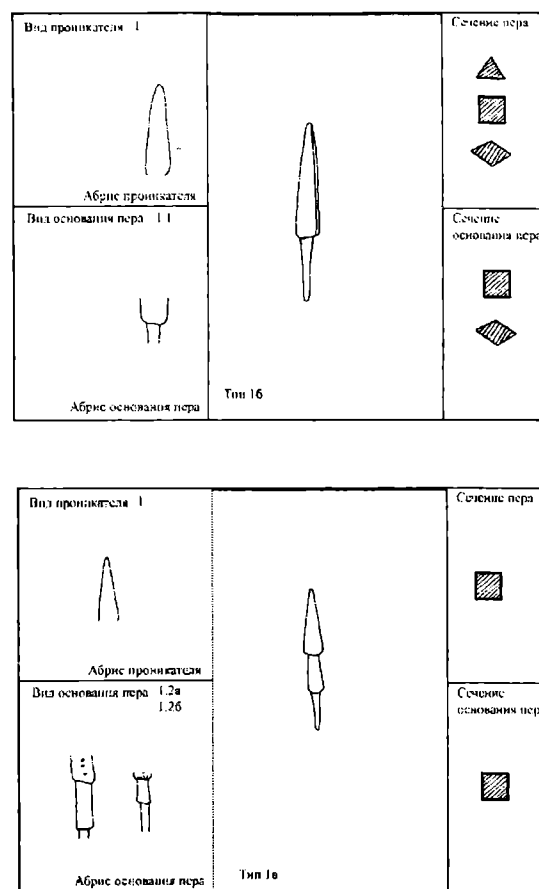 Вид проникателя 1
Абрис проникателя
Вид основания пера 1.1
Абрис основания пера
Тип 1б
Сечение пера
Сечение
основания пера
Вид проникателя 1
Абрис проникателя
Вид основания пера 1.2а
1.2б
Абрис основания пера
Тип 1в
Сечение пера
Сечение
основания пера